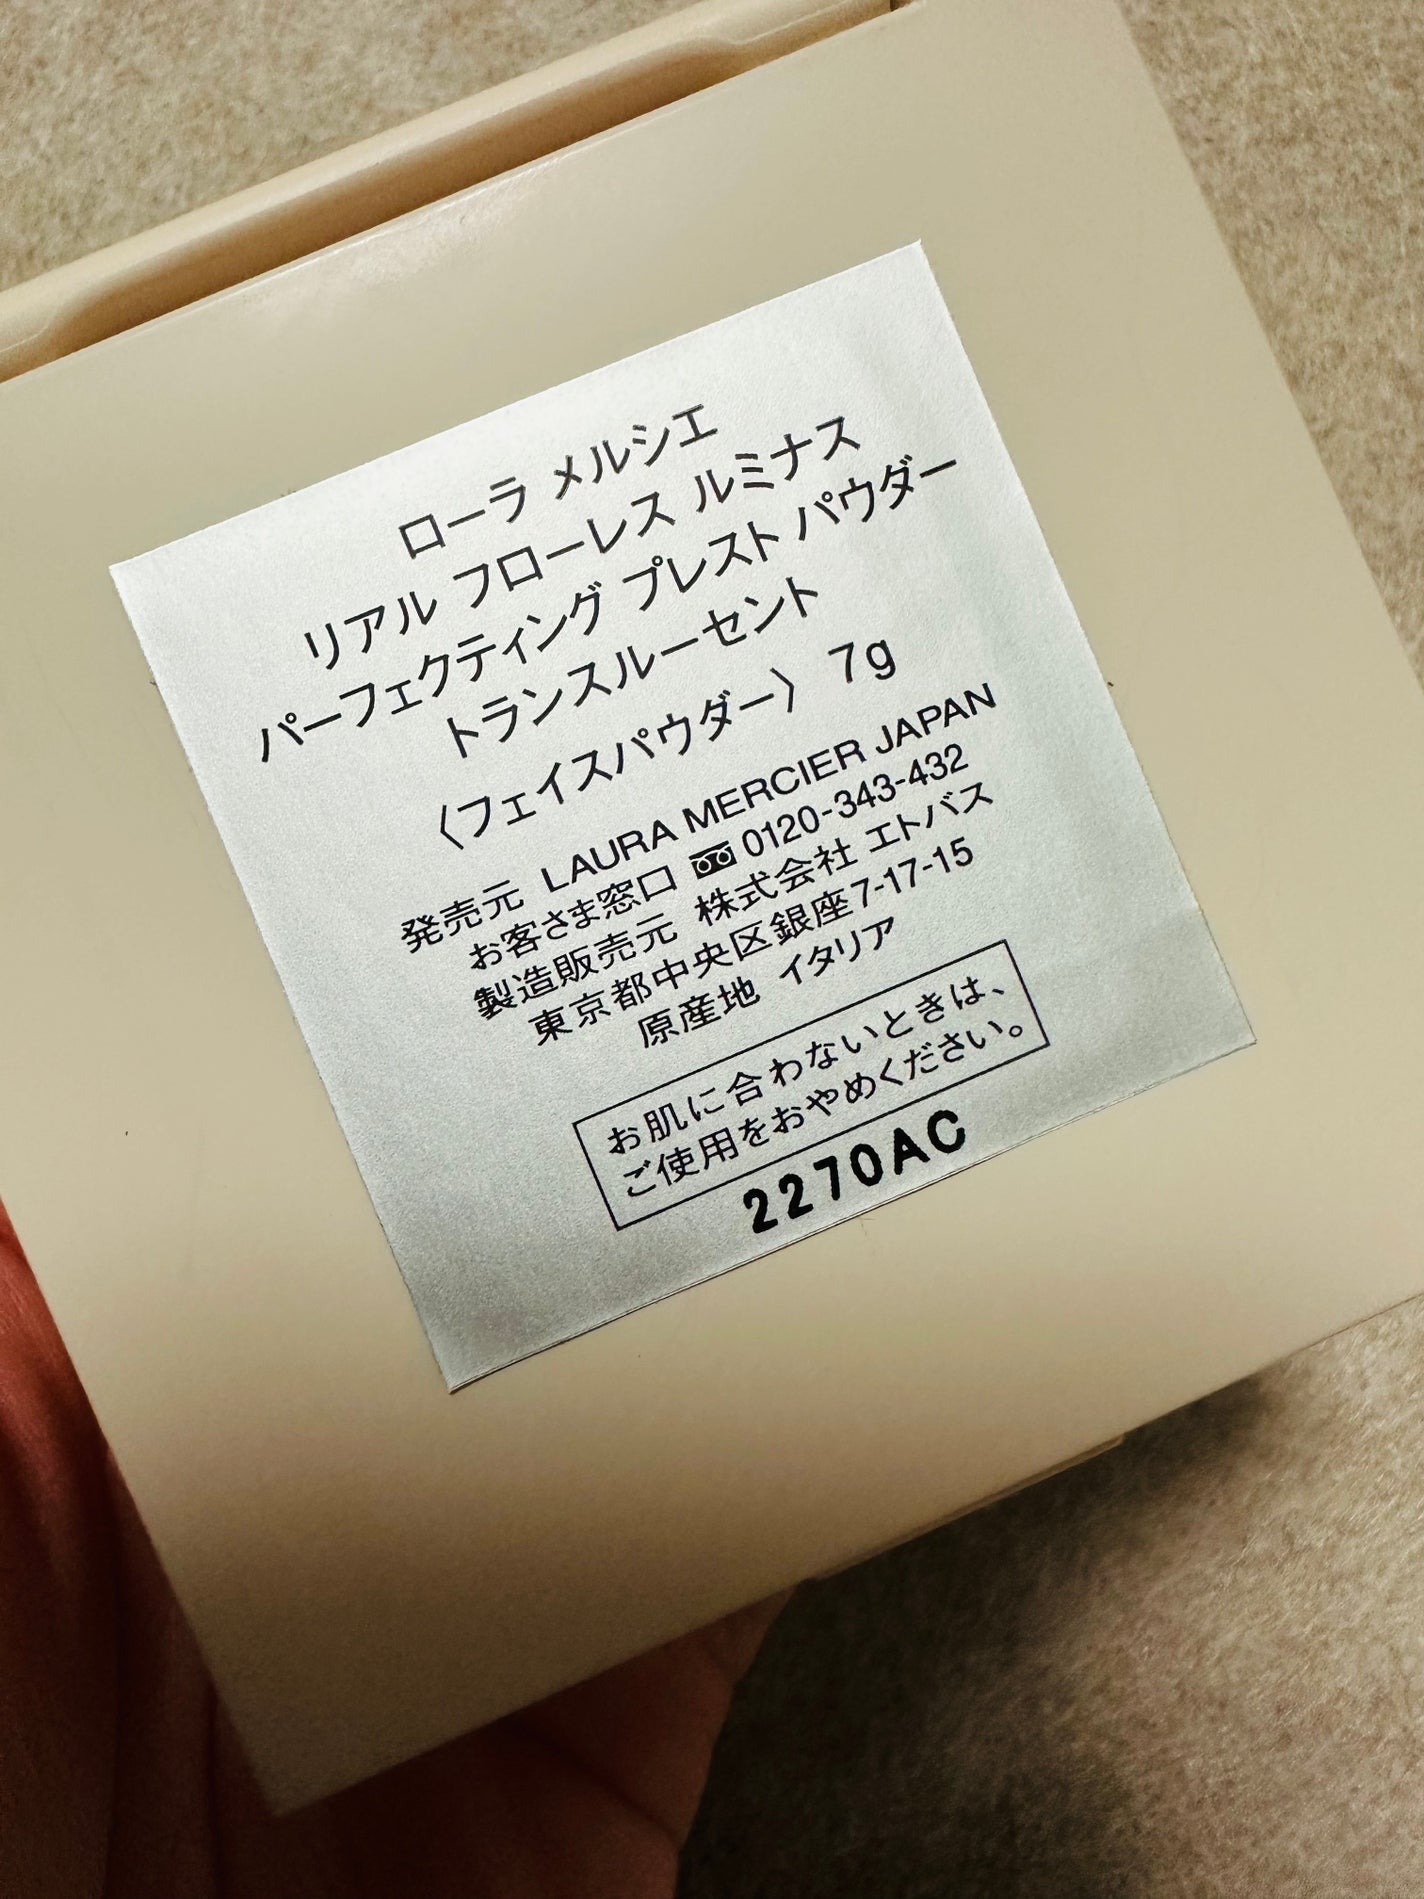 ローラ メルシエ
リアル フローレス ルミナス
パーフェクティング プレスト パウダー
トランスルーセント
〈フェイスパウダー〉 7g
発売元 LAURA MERCIER JAPAN
お客さま窓口 0120-343-432
製造販売元 株式会社 エトバス
東京都中央区銀座7-17-15
原産地 イタリア
お肌に合わないときは、
ご使用をおやめください。
2270AC